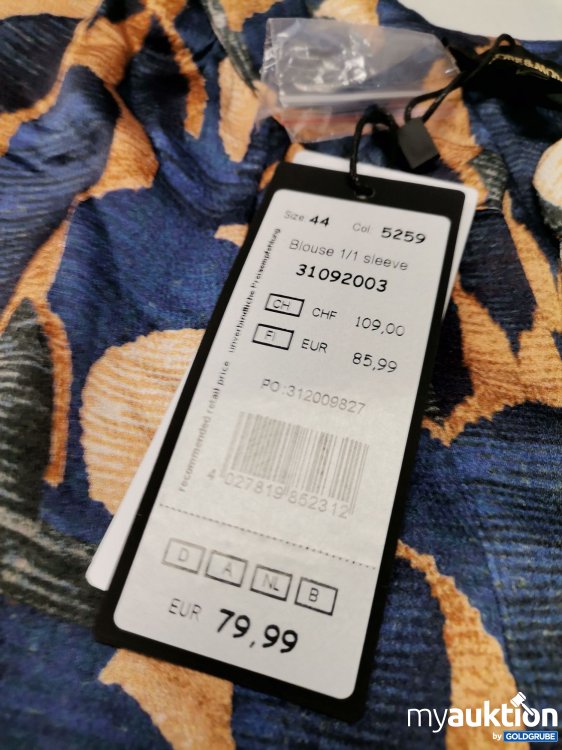 Size 44 Col. 5259
Blouse 1/1 sleeve
31092003
CH CHF 109,00
FI EUR 85,99
PO:312009827
recommended retail price unverbindliche Preisempfehlung
4 027819 852312
D A NL B
EUR 79,99
myauktion
by GOLDGRUBE